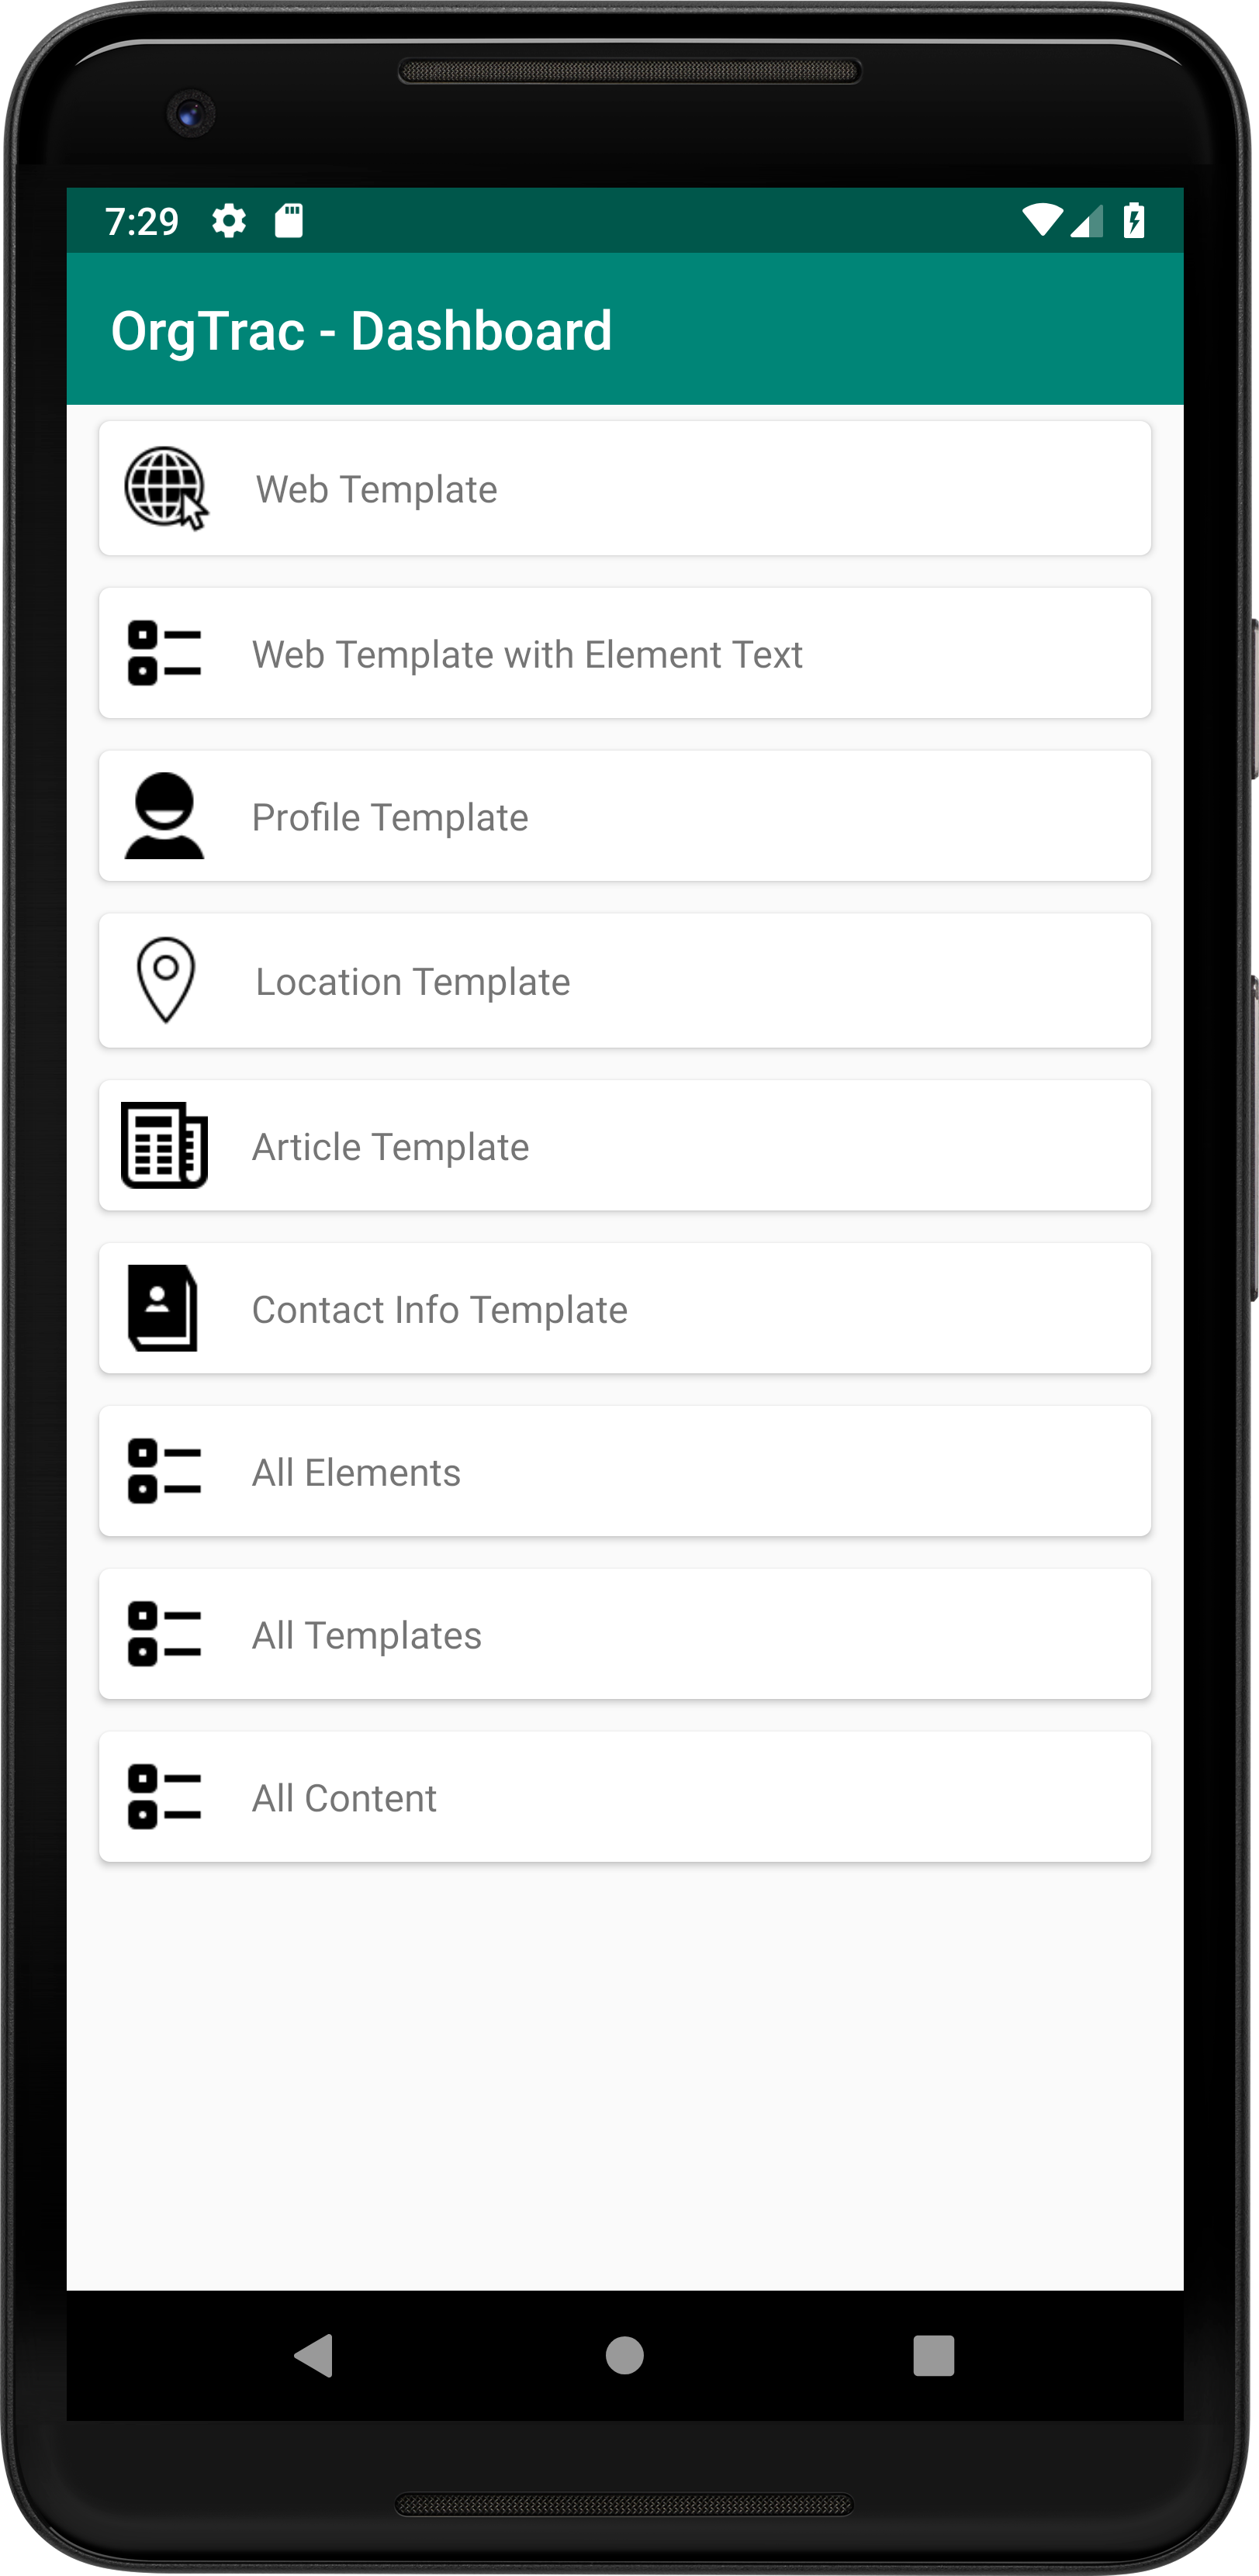 7:29
OrgTrac - Dashboard
Web Template
Web Template with Element Text
Profile Template
Location Template
Article Template
Contact Info Template
All Elements
All Templates
All Content